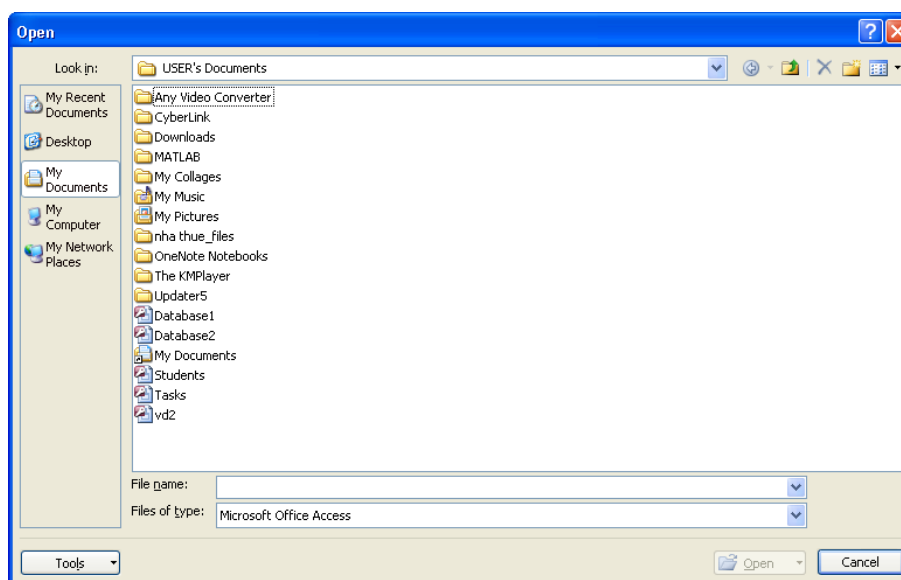 Open
Look in:
USER's Documents
My Recent
Documents
Desktop
My
Documents
My
Computer
My Network
Places
Any Video Converter
CyberLink
Downloads
MATLAB
My Collages
My Music
My Pictures
nha thue_files
OneNote Notebooks
The KMPlayer
Updater5
Database1
Database2
My Documents
Students
Tasks
vd2
File name:
Files of type:
Microsoft Office Access
Tools
Open
Cancel